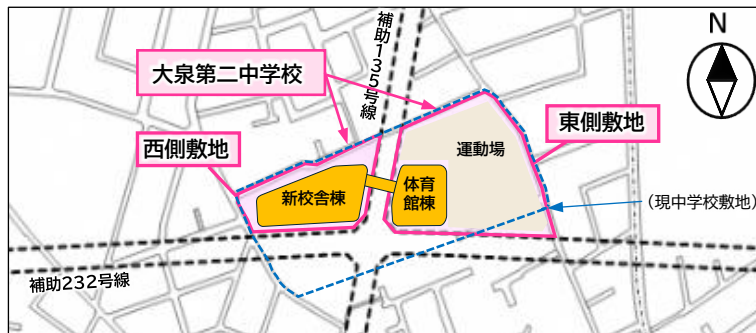 補助135号線
N
大泉第二中学校
西側敷地
東側敷地
運動場
新校舎棟
体育
館棟
（現中学校敷地）
補助232号線